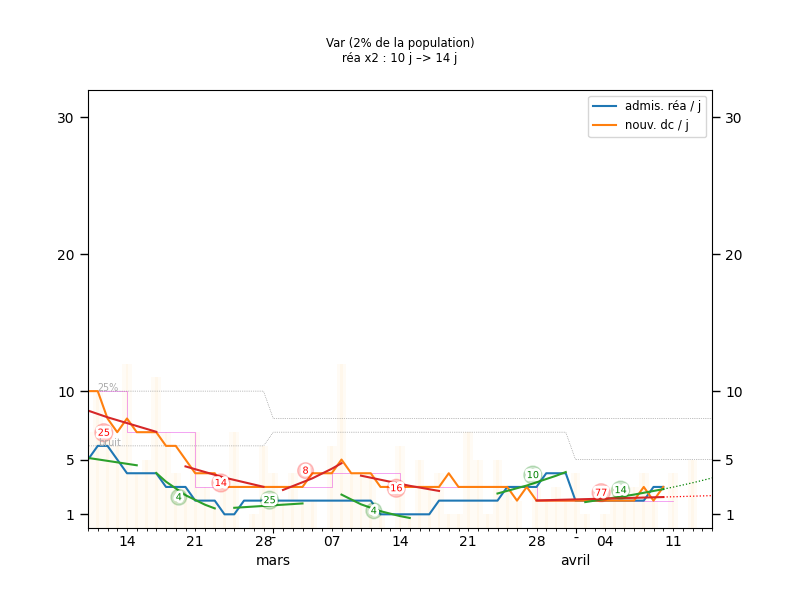 Var (2% de la population)
réa x2 : 10 j –> 14 j
admis. réa / j
nouv. dc / j
30 30
20 20
10 10
5 5
1 1
25%
bruit
25
4
14
25
8
4
16
10
77
14
14 21 28 - 07 14 21 28 - 04 11
mars avril